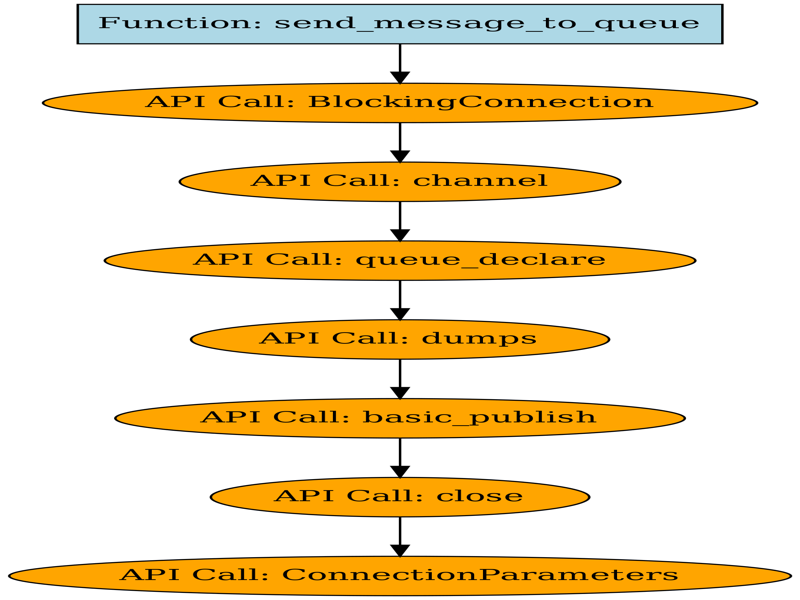 Function: send_message_to_queue
API Call: BlockingConnection
API Call: channel
API Call: queue_declare
API Call: dumps
API Call: basic_publish
API Call: close
API Call: ConnectionParameters